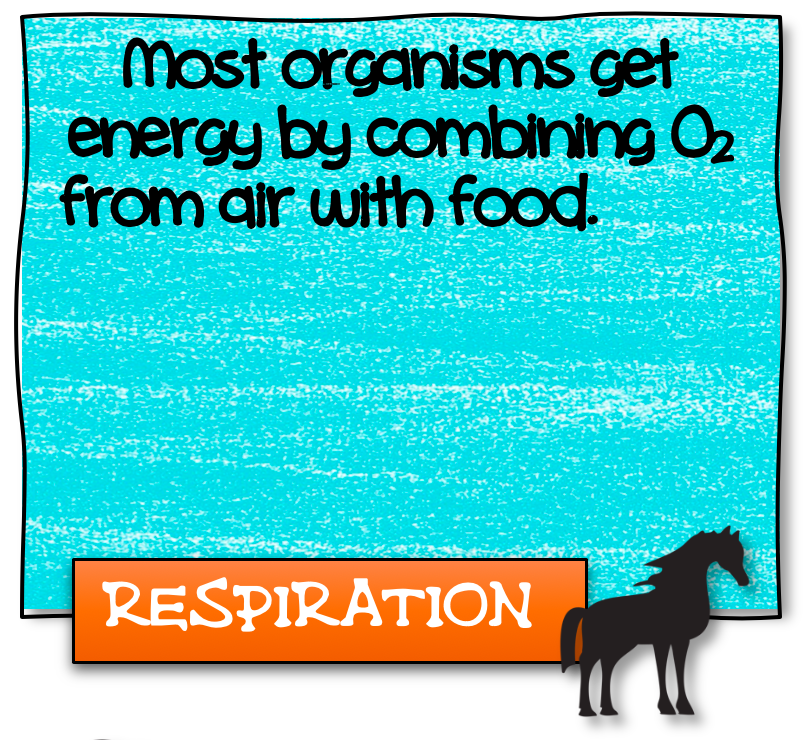 Most organisms get
energy by combining O₂
from air with food.
RESPIRATION